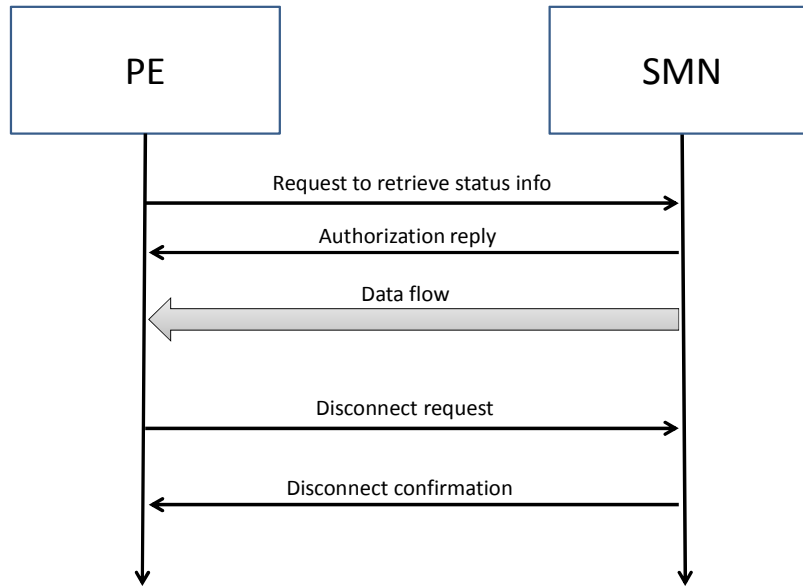 PE
SMN
Request to retrieve status info
Authorization reply
Data flow
Disconnect request
Disconnect confirmation